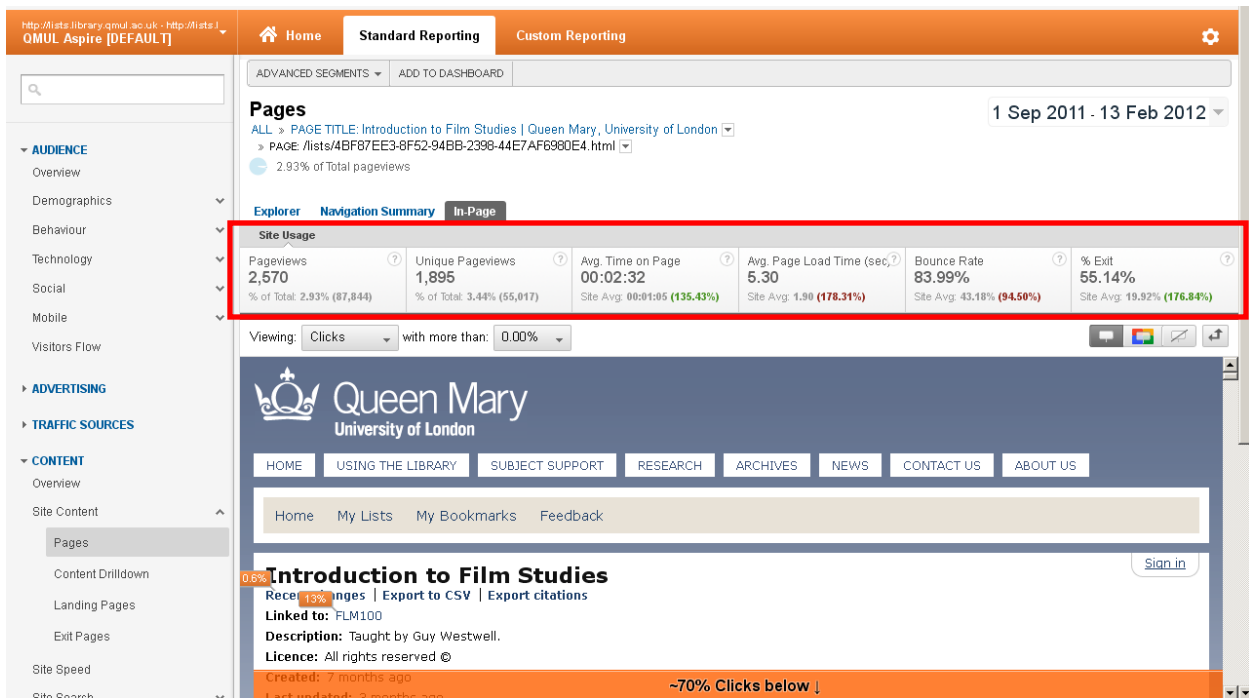 http://lists.library.qmul.ac.uk - http://lists.l
QMUL Aspire [DEFAULT]
Home
Standard Reporting
Custom Reporting
ADVANCED SEGMENTS
ADD TO DASHBOARD
Pages
1 Sep 2011 - 13 Feb 2012
ALL » PAGE TITLE: Introduction to Film Studies | Queen Mary, University of London
» PAGE: /lists/4BF87EE3-8F52-94BB-2398-44E7AF6980E4.html
2.93% of Total pageviews
Explorer
Navigation Summary
In-Page
Site Usage
Pageviews ?
2,570
% of Total: 2.93% (87,844)
Unique Pageviews ?
1,895
% of Total: 3.44% (55,017)
Avg. Time on Page ?
00:02:32
Site Avg: 00:01:05 (135.43%)
Avg. Page Load Time (sec, ?
5.30
Site Avg: 1.90 (178.31%)
Bounce Rate ?
83.99%
Site Avg: 43.18% (94.50%)
% Exit ?
55.14%
Site Avg: 19.92% (176.84%)
AUDIENCE
Overview
Demographics
Behaviour
Technology
Social
Mobile
Visitors Flow
ADVERTISING
TRAFFIC SOURCES
CONTENT
Overview
Site Content
Pages
Content Drilldown
Landing Pages
Exit Pages
Site Speed
Site Search
Viewing: Clicks with more than: 0.00%
Queen Mary
University of London
HOME
USING THE LIBRARY
SUBJECT SUPPORT
RESEARCH
ARCHIVES
NEWS
CONTACT US
ABOUT US
Home
My Lists
My Bookmarks
Feedback
Sign in
0.6%
Introduction to Film Studies
13%
| Export to CSV | Export citations
Linked to: FLM100
Description: Taught by Guy Westwell.
Licence: All rights reserved ©
Created: 7 months ago
~70% Clicks below ↓
Last updated: 3 months ago